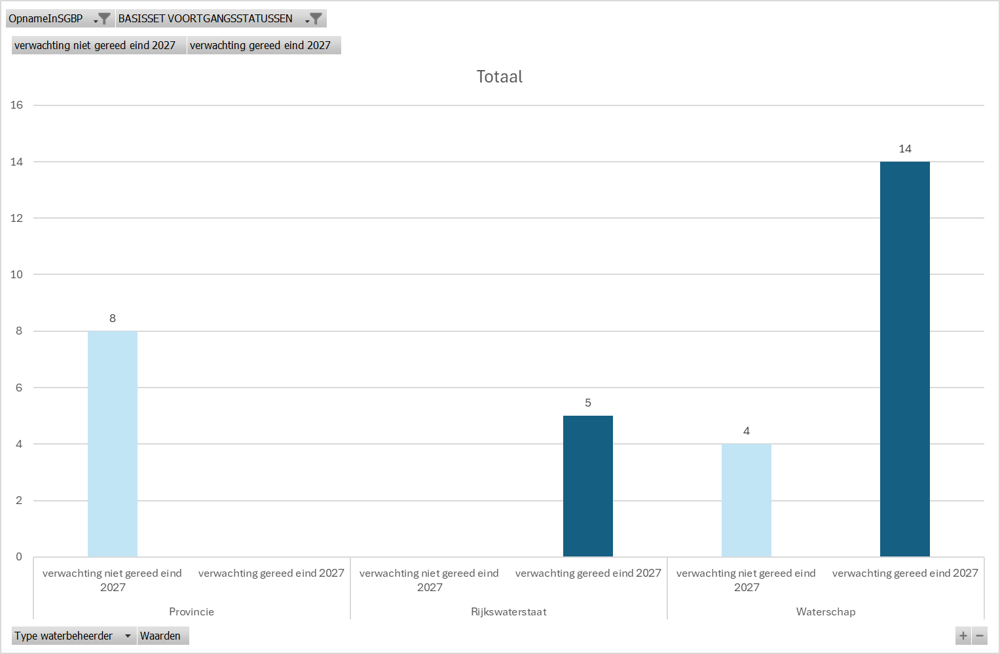 OpnameInSGBP BASISSET VOORTGANGSSTATUSSEN
verwachting niet gereed eind 2027 verwachting gereed eind 2027
Totaal
16
14
12
10
8
6
4
2
0
8
5
4
14
verwachting niet gereed eind
2027
verwachting gereed eind 2027
verwachting niet gereed eind
2027
verwachting gereed eind 2027
verwachting niet gereed eind
2027
verwachting gereed eind 2027
Provincie
Rijkswaterstaat
Waterschap
Type waterbeheerder Waarden
+ −